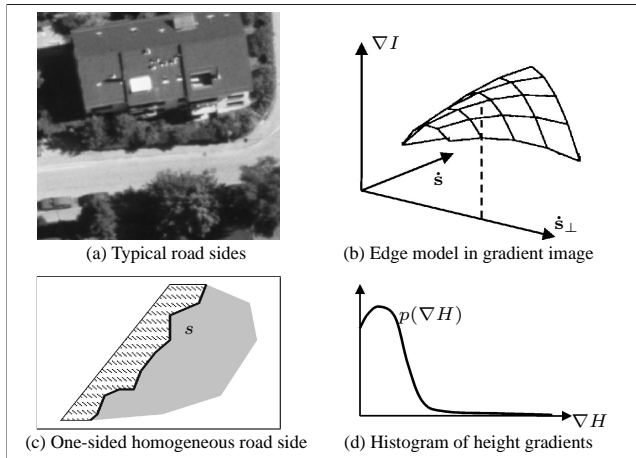 ∇I
ṡ
ṡ⊥
(a) Typical road sides
(b) Edge model in gradient image
s
p(∇H)
∇H
(c) One-sided homogeneous road side
(d) Histogram of height gradients